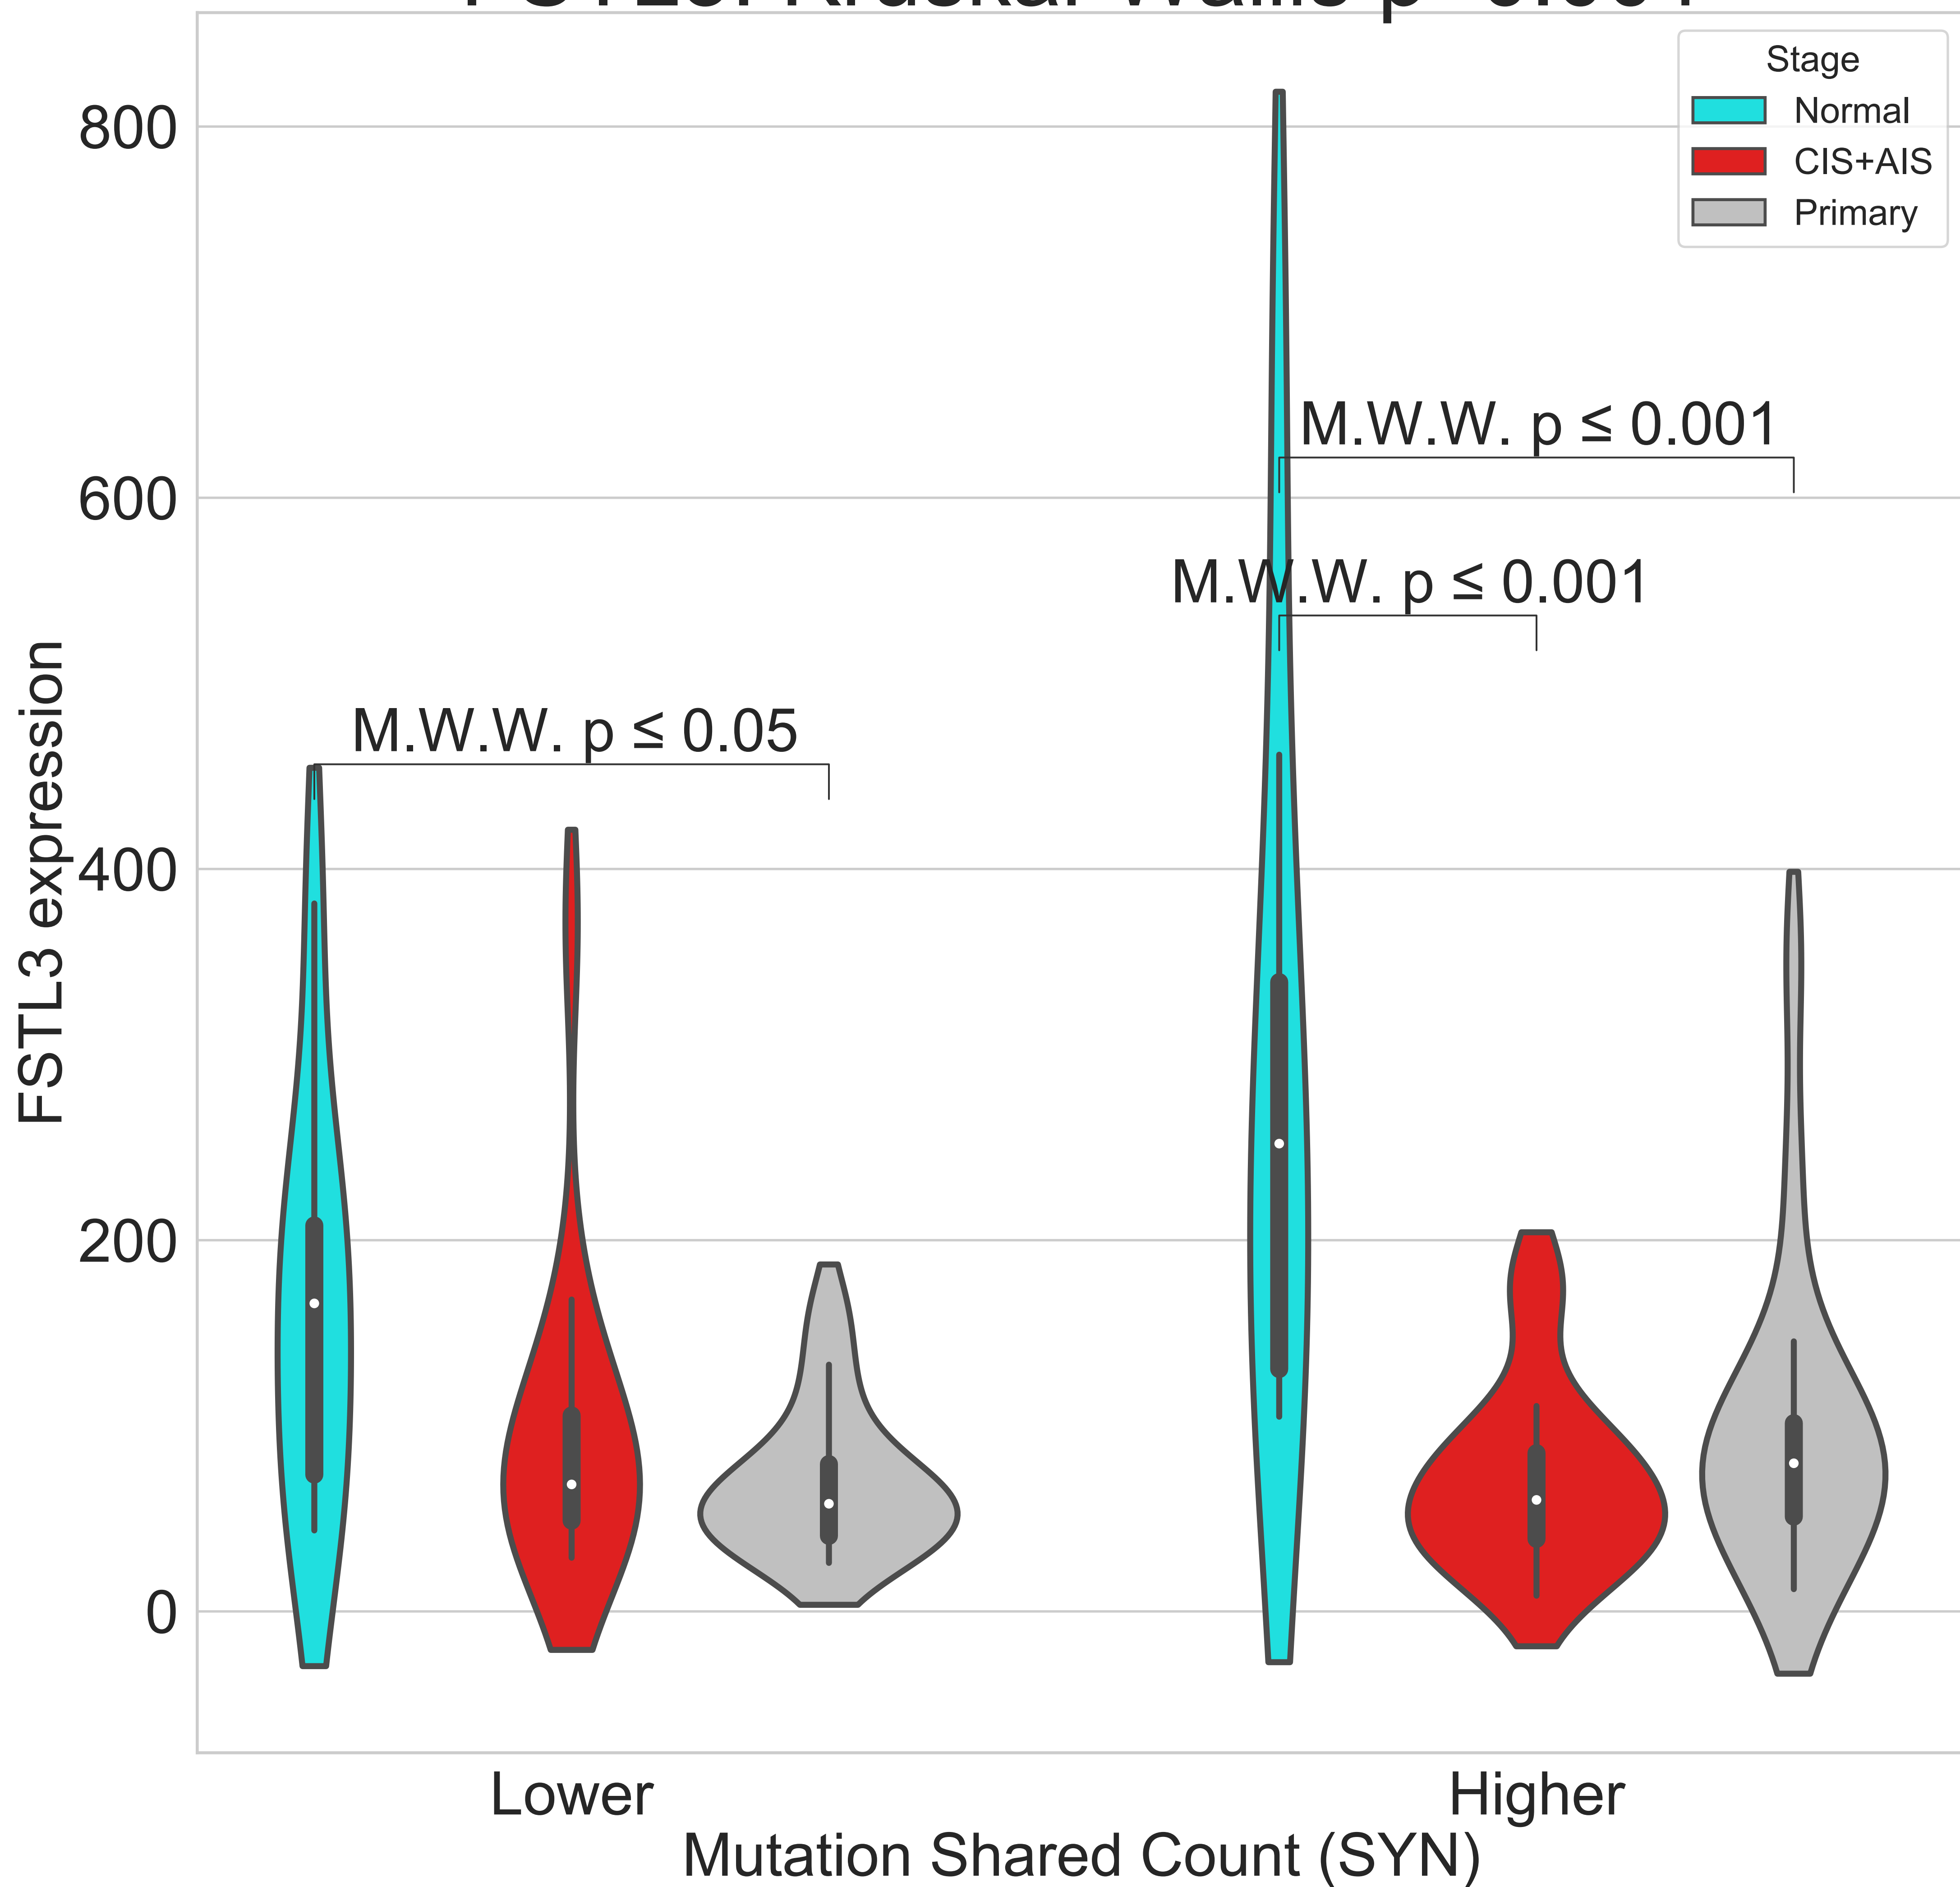 Stage
Normal
CIS+AIS
Primary
800
600
400
200
0
FSTL3 expression
M.W.W. p ≤ 0.001
M.W.W. p ≤ 0.001
M.W.W. p ≤ 0.05
Lower
Higher
Mutation Shared Count (SYN)